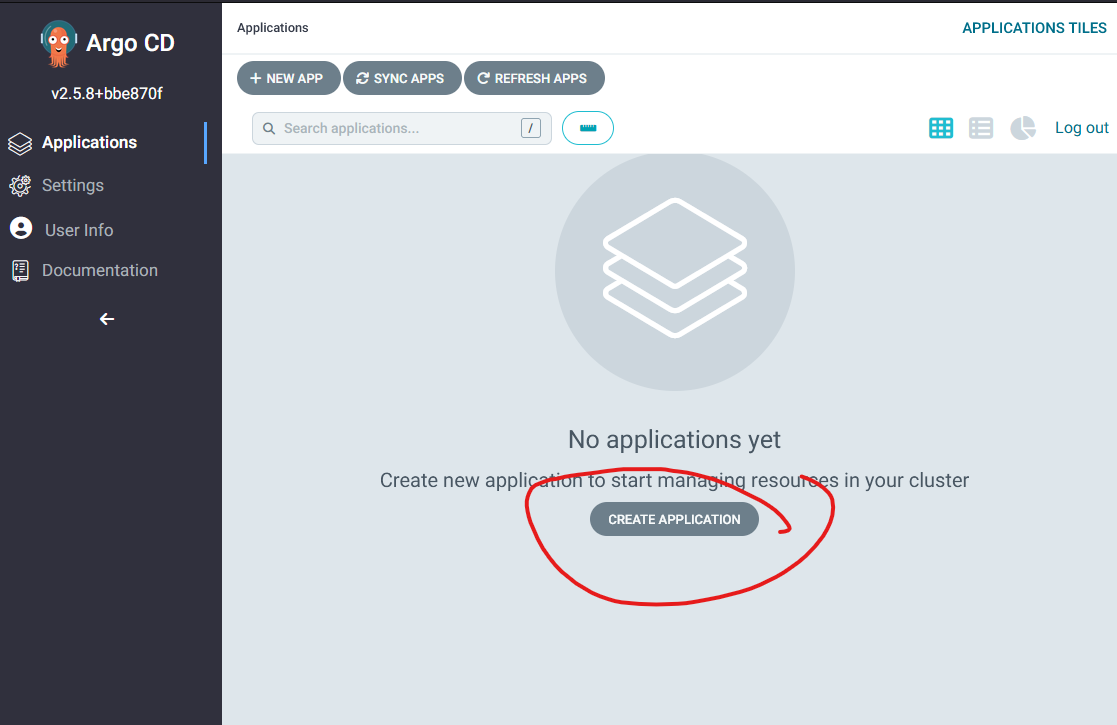 Argo CD
v2.5.8+bbe870f
Applications
Settings
User Info
Documentation
Applications
APPLICATIONS TILES
+ NEW APP SYNC APPS REFRESH APPS
Search applications... /
Log out
No applications yet
Create new application to start managing resources in your cluster
CREATE APPLICATION